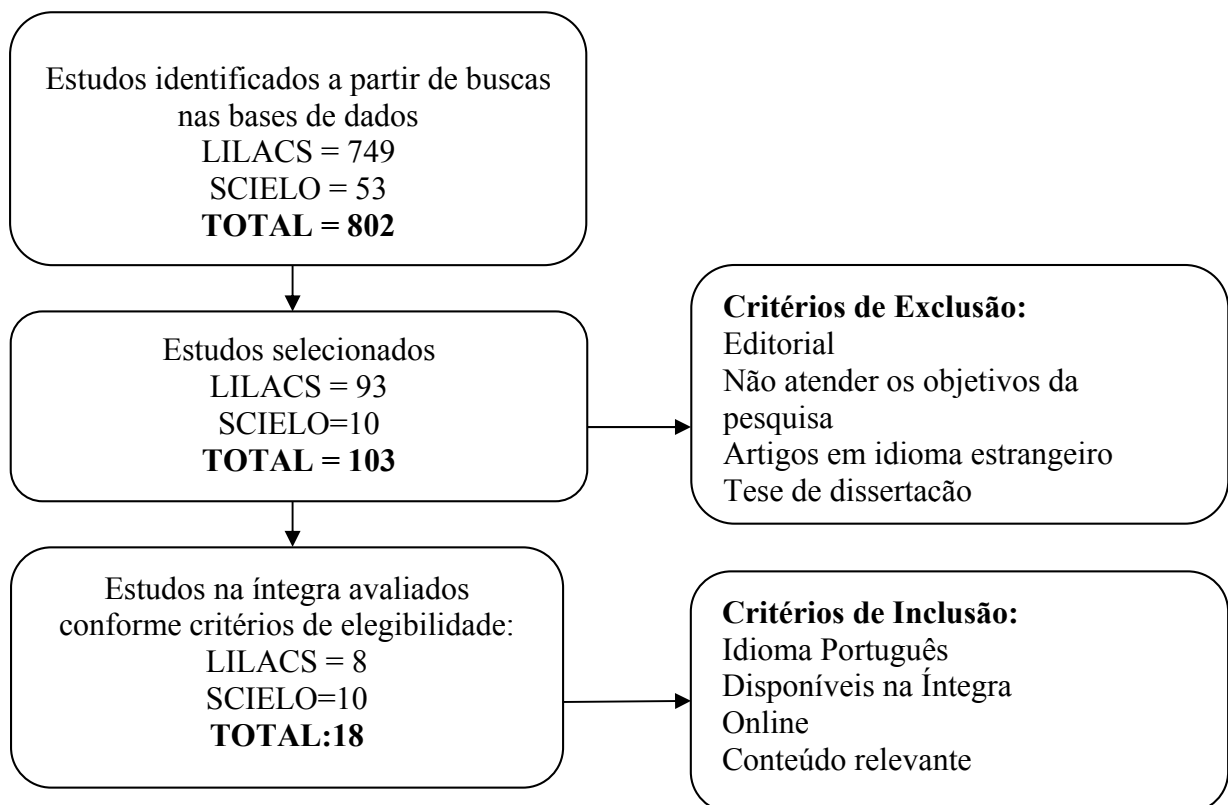 Estudos identificados a partir de buscas
nas bases de dados
LILACS = 749
SCIELO = 53
TOTAL = 802
Estudos selecionados
LILACS = 93
SCIELO=10
TOTAL = 103
Critérios de Exclusão:
Editorial
Não atender os objetivos da
pesquisa
Artigos em idioma estrangeiro
Tese de dissertacão
Estudos na íntegra avaliados
conforme critérios de elegibilidade:
LILACS = 8
SCIELO=10
TOTAL:18
Critérios de Inclusão:
Idioma Português
Disponíveis na Íntegra
Online
Conteúdo relevante